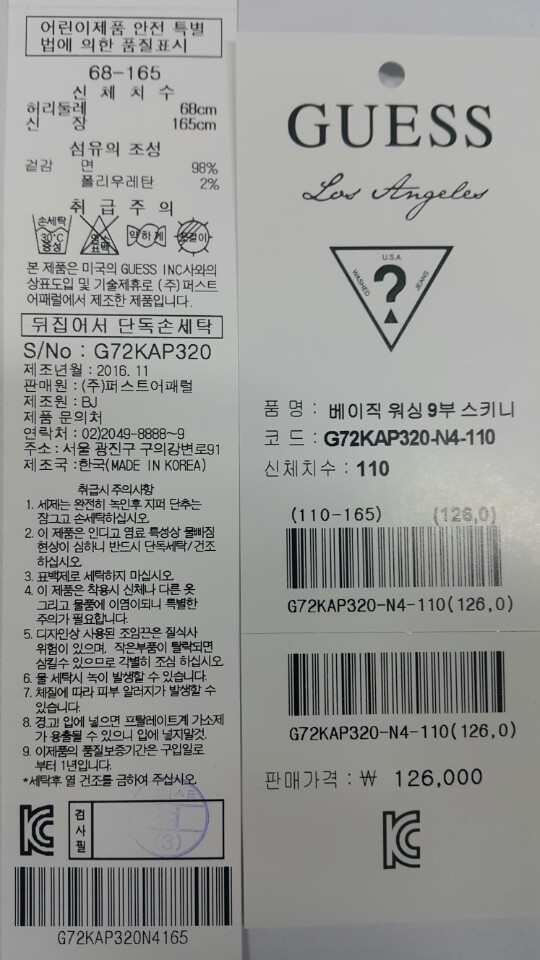 어린이제품 안전 특별
법에 의한 품질표시
68-165
신 체 치 수
허리둘레 68cm
신 장 165cm
섬유의 조성
겉감 면 98%
폴리우레탄 2%
취 급 주 의
손세탁
30℃
중성
염소
표백
약하게
옷걸이
본 제품은 미국의 GUESS INC사와의
상표도입 및 기술제휴로 (주)퍼스트
어패럴에서 제조한 제품입니다.
뒤집어서 단독손세탁
S/No : G72KAP320
제조년월 : 2016. 11
판매원 : (주)퍼스트어패럴
제조원 : BJ
제품 문의처
연락처 : 02)2049-8888~9
주소 : 서울 광진구 구의강변로91
제조국 :한국(MADE IN KOREA)
취급시 주의사항
1. 세제는 완전히 녹인후 지퍼 단추는
잠그고 손세탁하십시오.
2. 이 제품은 인디고 염료 특성상 물빠짐
현상이 심하니 반드시 단독세탁/건조
하십시오.
3. 표백제로 세탁하지 마십시오.
4. 이 제품은 착용시 신체나 다른 옷
그리고 물품에 이염이되니 특별한
주의가 필요합니다.
5. 디자인상 사용된 조임끈은 질식사
위험이 있으며, 작은부품이 탈락되면
삼킬수 있으므로 각별히 조심 하십시오.
6. 물 세탁시 녹이 발생할 수 있습니다.
7. 체질에 따라 피부 알러지가 발생할 수
있습니다.
8. 경고! 입에 넣으면 프탈레이트계 가소제
가 용출될 수 있으니 입에 넣지말것.
9. 이제품의 품질보증기간은 구입일로
부터 1년입니다.
*세탁후 열 건조를 금하여 주십시오.
검사필
(3)
G72KAP320N4165
GUESS
Los Angeles
U.S.A.
WASHED
?
JEANS
품 명 : 베이직 워싱 9부 스키니
코 드 : G72KAP320-N4-110
신체치수 : 110
(110-165) (126,0)
G72KAP320-N4-110(126,0)
G72KAP320-N4-110(126,0)
판매가격 : ₩ 126,000